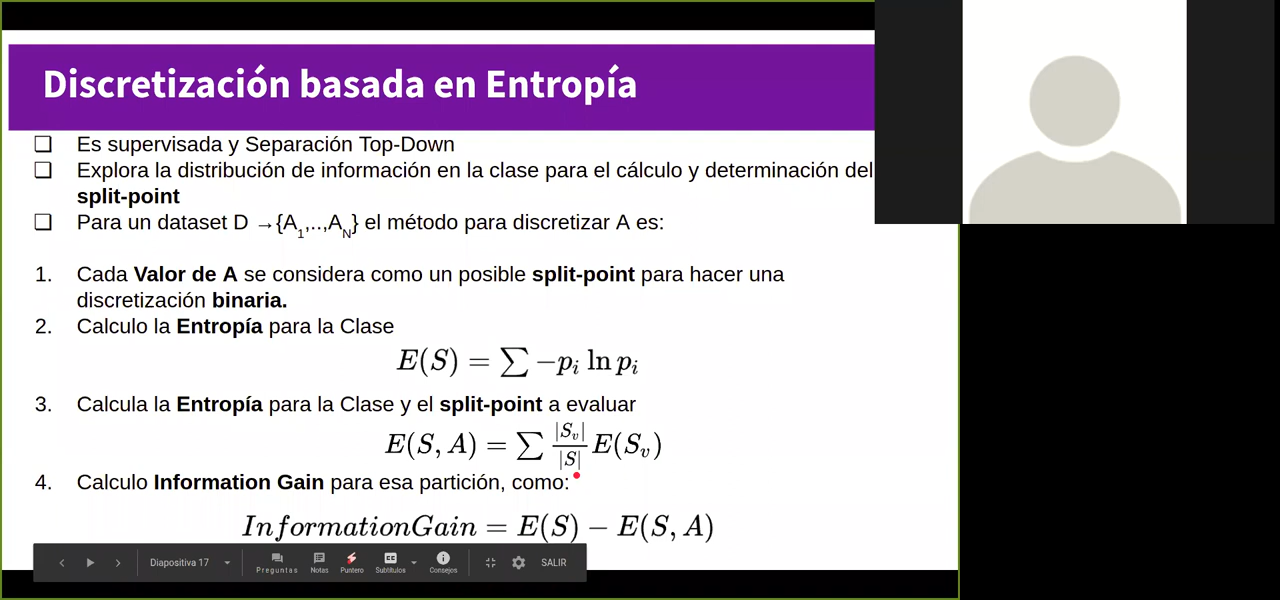 Discretización basada en Entropía
❑ Es supervisada y Separación Top-Down
❑ Explora la distribución de información en la clase para el cálculo y determinación del
split-point
❑ Para un dataset D →{A₁,..,A_N} el método para discretizar A es:
1. Cada Valor de A se considera como un posible split-point para hacer una
discretización binaria.
2. Calculo la Entropía para la Clase
E(S) = ∑ −pᵢ ln pᵢ
3. Calcula la Entropía para la Clase y el split-point a evaluar
E(S, A) = ∑ |Sᵥ|/|S| E(Sᵥ)
4. Calculo Information Gain para esa partición, como:
InformationGain = E(S) − E(S, A)
Diapositiva 17 Preguntas Notas Puntero Subtítulos Consejos SALIR